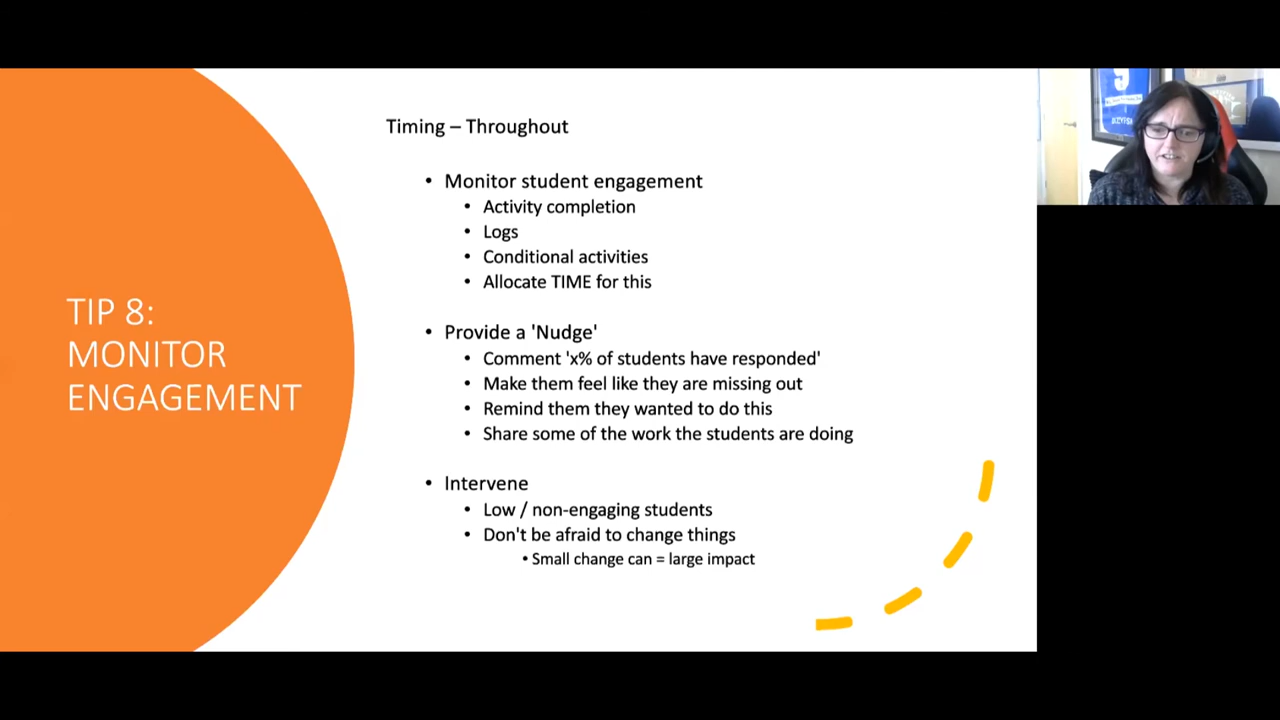 TIP 8:
MONITOR
ENGAGEMENT
Timing – Throughout
• Monitor student engagement
• Activity completion
• Logs
• Conditional activities
• Allocate TIME for this
• Provide a 'Nudge'
• Comment 'x% of students have responded'
• Make them feel like they are missing out
• Remind them they wanted to do this
• Share some of the work the students are doing
• Intervene
• Low / non-engaging students
• Don't be afraid to change things
• Small change can = large impact